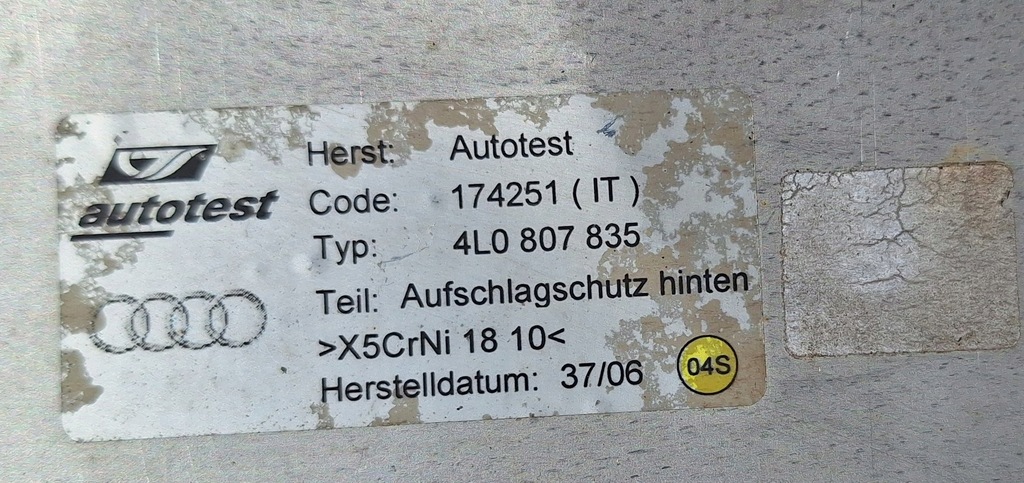 autotest
Herst: Autotest
Code: 174251 ( IT )
Typ: 4L0 807 835
Teil: Aufschlagschutz hinten
>X5CrNi 18 10<
Herstelldatum: 37/06
04S